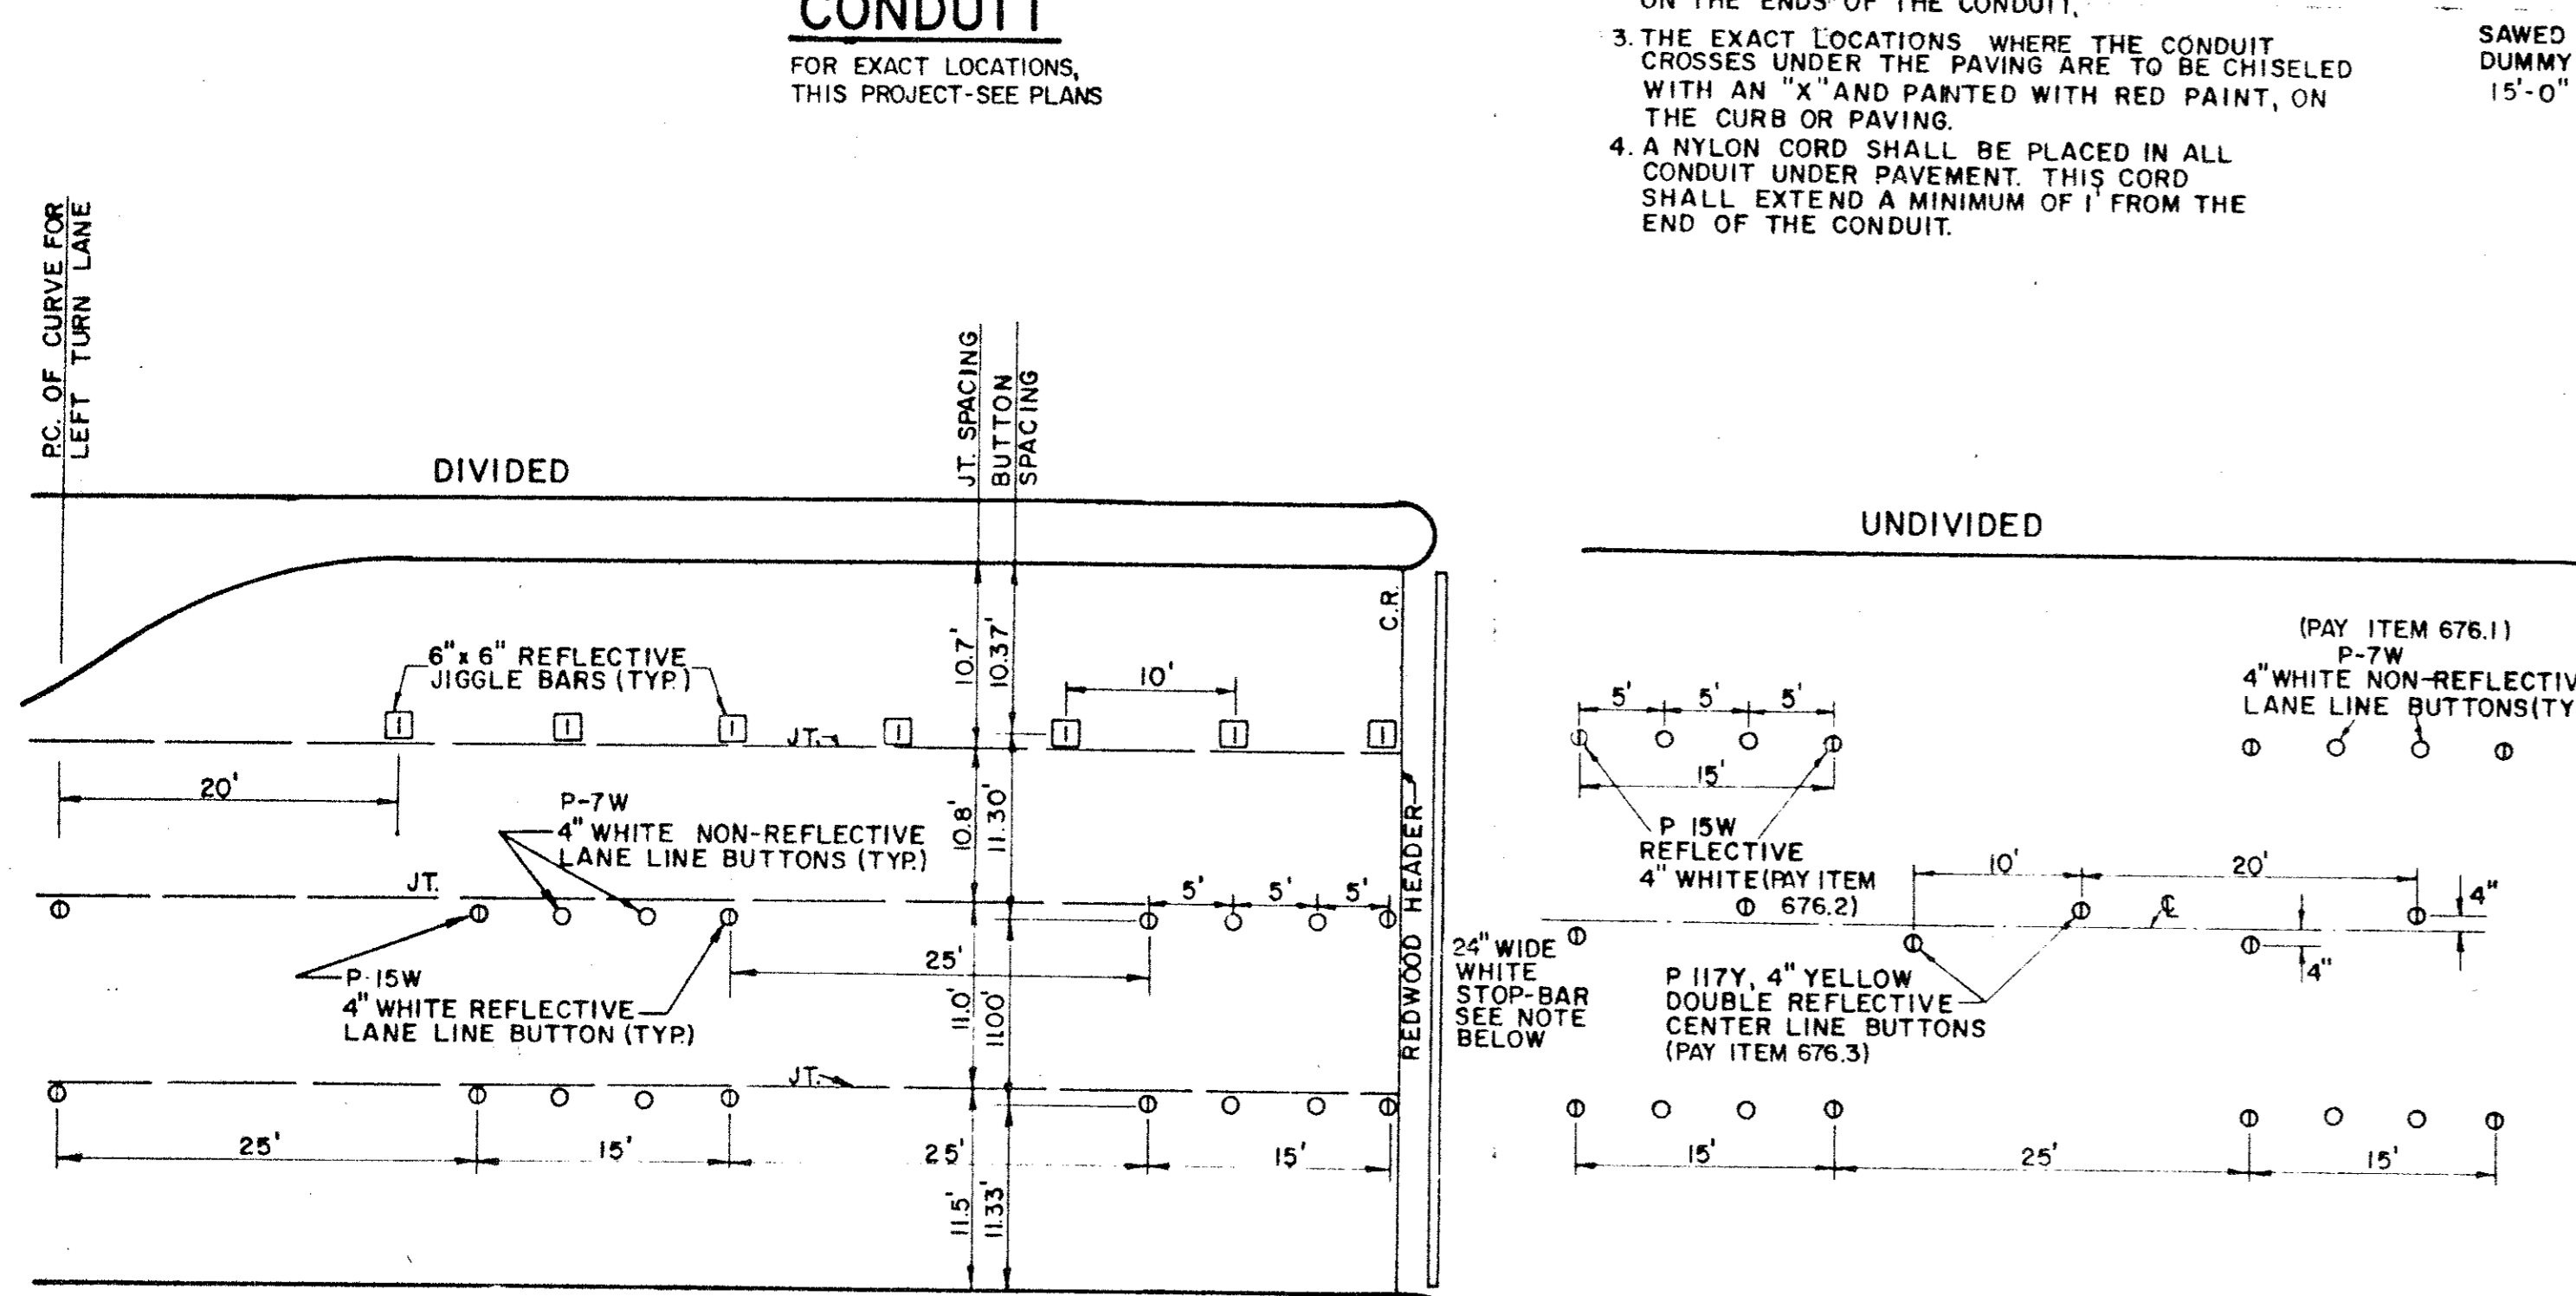 CONDUIT
FOR EXACT LOCATIONS,
THIS PROJECT-SEE PLANS
ON THE ENDS OF THE CONDUIT.
3. THE EXACT LOCATIONS WHERE THE CONDUIT
CROSSES UNDER THE PAVING ARE TO BE CHISELED
WITH AN "X" AND PAINTED WITH RED PAINT, ON
THE CURB OR PAVING.
4. A NYLON CORD SHALL BE PLACED IN ALL
CONDUIT UNDER PAVEMENT. THIS CORD
SHALL EXTEND A MINIMUM OF 1' FROM THE
END OF THE CONDUIT.
SAWED
DUMMY
15'-0"
P.C. OF CURVE FOR
LEFT TURN LANE
DIVIDED
JT. SPACING
BUTTON
SPACING
10.7'
10.37'
C.R.
6"x 6" REFLECTIVE
JIGGLE BARS (TYP.)
10'
JT.
20'
P-7W
4" WHITE NON-REFLECTIVE
LANE LINE BUTTONS (TYP.)
10.8'
11.30'
JT.
5' 5' 5'
REDWOOD HEADER
25'
P-15W
4" WHITE REFLECTIVE
LANE LINE BUTTON (TYP.)
11.0'
11.00'
24" WIDE
WHITE
STOP-BAR
SEE NOTE
BELOW
JT.
25' 15' 25' 15'
11.5'
11.33'
UNDIVIDED
(PAY ITEM 676.1)
P-7W
4" WHITE NON-REFLECTIV
LANE LINE BUTTONS(TY
5' 5' 5'
15'
P 15W
REFLECTIVE
4" WHITE(PAY ITEM
676.2)
10' 20'
4"
℄
4"
P 117Y, 4" YELLOW
DOUBLE REFLECTIVE
CENTER LINE BUTTONS
(PAY ITEM 676.3)
15' 25' 15'